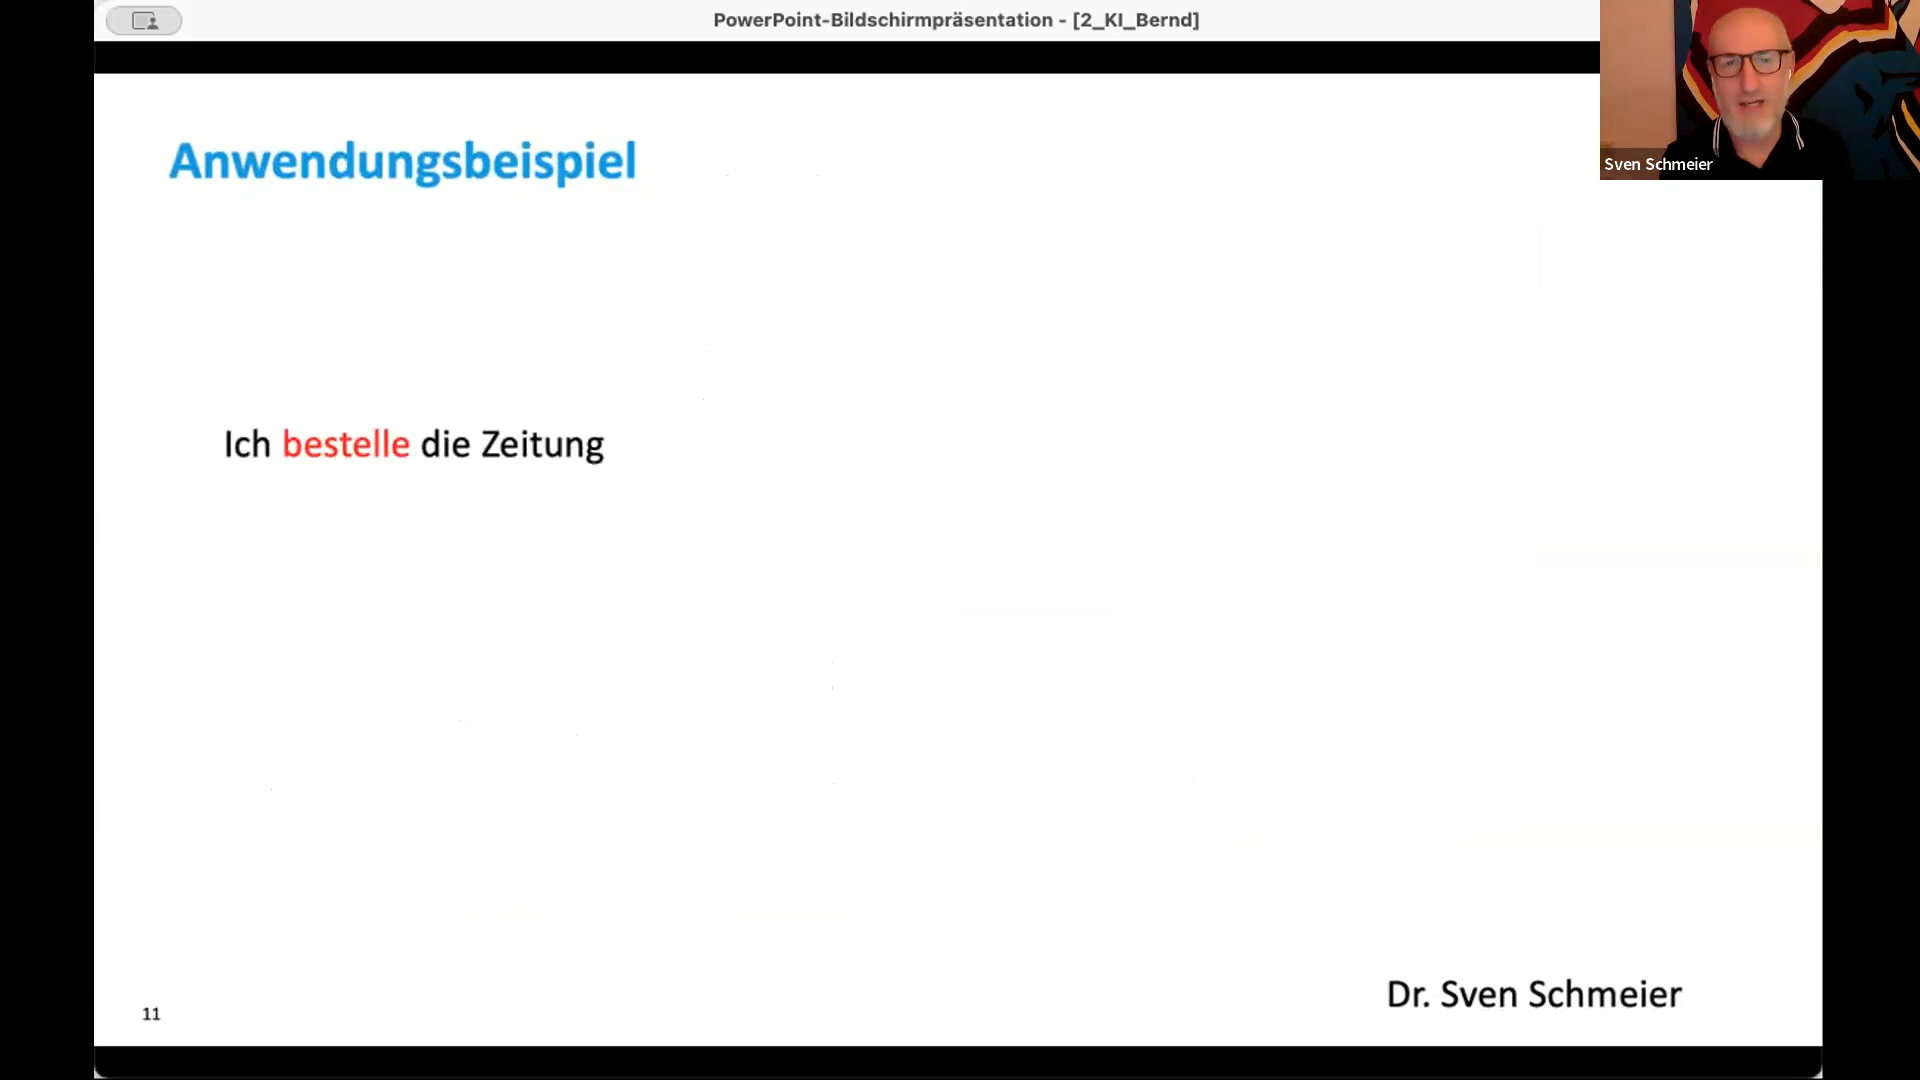 PowerPoint-Bildschirmpräsentation - [2_KI_Bernd]
Sven Schmeier
Anwendungsbeispiel
Ich bestelle die Zeitung
Dr. Sven Schmeier
11